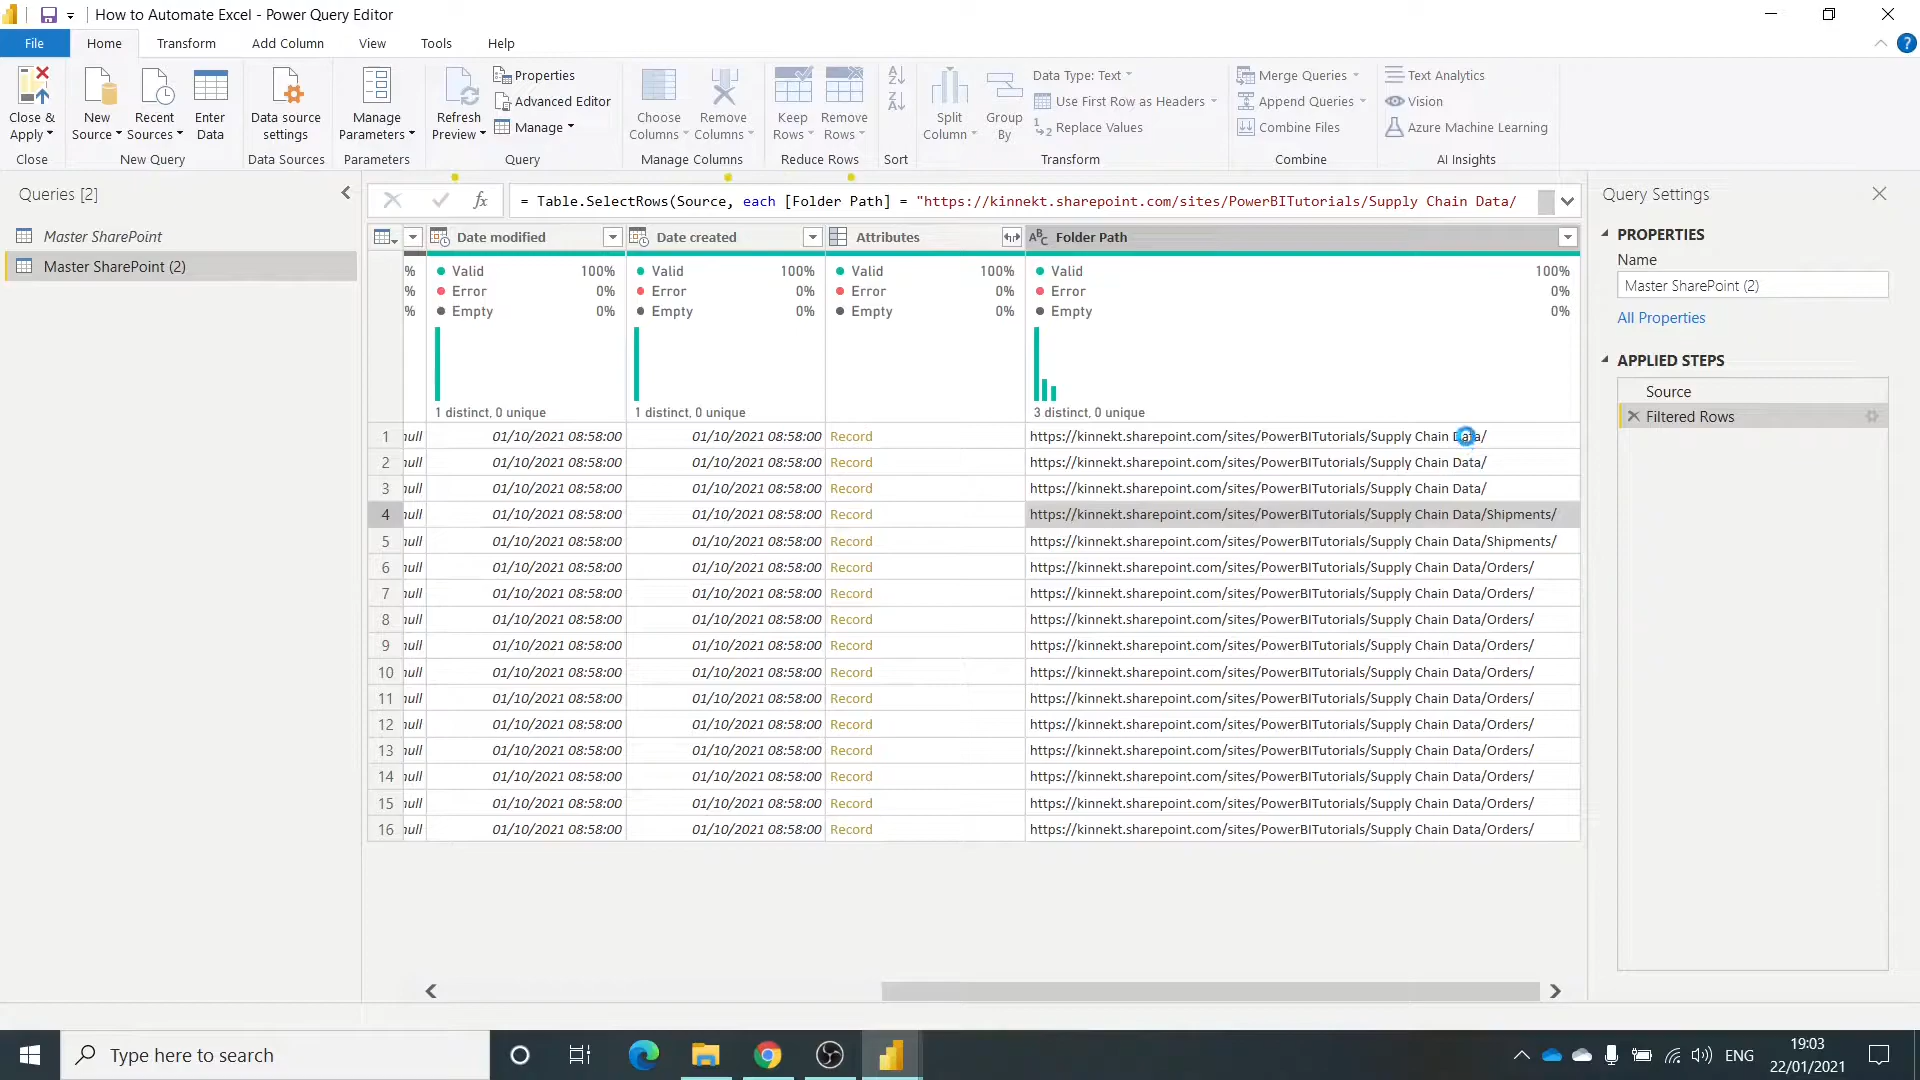 How to Automate Excel - Power Query Editor
File Home Transform Add Column View Tools Help
Close & Apply
Close
New Source
Recent Sources
Enter Data
New Query
Data source settings
Data Sources
Manage Parameters
Parameters
Refresh Preview
Properties
Advanced Editor
Manage
Query
Choose Columns
Remove Columns
Manage Columns
Keep Rows
Remove Rows
Reduce Rows
Sort
Split Column
Group By
Data Type: Text
Use First Row as Headers
Replace Values
Transform
Merge Queries
Append Queries
Combine Files
Combine
Text Analytics
Vision
Azure Machine Learning
AI Insights
Queries [2]
Master SharePoint
Master SharePoint (2)
fx = Table.SelectRows(Source, each [Folder Path] = "https://kinnekt.sharepoint.com/sites/PowerBITutorials/Supply Chain Data/
Date modified Date created Attributes Folder Path
% Valid 100% Valid 100% Valid 100% Valid 100%
% Error 0% Error 0% Error 0% Error 0%
% Empty 0% Empty 0% Empty 0% Empty 0%
1 distinct, 0 unique 1 distinct, 0 unique 3 distinct, 0 unique
1 null 01/10/2021 08:58:00 01/10/2021 08:58:00 Record https://kinnekt.sharepoint.com/sites/PowerBITutorials/Supply Chain Data/
2 null 01/10/2021 08:58:00 01/10/2021 08:58:00 Record https://kinnekt.sharepoint.com/sites/PowerBITutorials/Supply Chain Data/
3 null 01/10/2021 08:58:00 01/10/2021 08:58:00 Record https://kinnekt.sharepoint.com/sites/PowerBITutorials/Supply Chain Data/
4 null 01/10/2021 08:58:00 01/10/2021 08:58:00 Record https://kinnekt.sharepoint.com/sites/PowerBITutorials/Supply Chain Data/Shipments/
5 null 01/10/2021 08:58:00 01/10/2021 08:58:00 Record https://kinnekt.sharepoint.com/sites/PowerBITutorials/Supply Chain Data/Shipments/
6 null 01/10/2021 08:58:00 01/10/2021 08:58:00 Record https://kinnekt.sharepoint.com/sites/PowerBITutorials/Supply Chain Data/Orders/
7 null 01/10/2021 08:58:00 01/10/2021 08:58:00 Record https://kinnekt.sharepoint.com/sites/PowerBITutorials/Supply Chain Data/Orders/
8 null 01/10/2021 08:58:00 01/10/2021 08:58:00 Record https://kinnekt.sharepoint.com/sites/PowerBITutorials/Supply Chain Data/Orders/
9 null 01/10/2021 08:58:00 01/10/2021 08:58:00 Record https://kinnekt.sharepoint.com/sites/PowerBITutorials/Supply Chain Data/Orders/
10 null 01/10/2021 08:58:00 01/10/2021 08:58:00 Record https://kinnekt.sharepoint.com/sites/PowerBITutorials/Supply Chain Data/Orders/
11 null 01/10/2021 08:58:00 01/10/2021 08:58:00 Record https://kinnekt.sharepoint.com/sites/PowerBITutorials/Supply Chain Data/Orders/
12 null 01/10/2021 08:58:00 01/10/2021 08:58:00 Record https://kinnekt.sharepoint.com/sites/PowerBITutorials/Supply Chain Data/Orders/
13 null 01/10/2021 08:58:00 01/10/2021 08:58:00 Record https://kinnekt.sharepoint.com/sites/PowerBITutorials/Supply Chain Data/Orders/
14 null 01/10/2021 08:58:00 01/10/2021 08:58:00 Record https://kinnekt.sharepoint.com/sites/PowerBITutorials/Supply Chain Data/Orders/
15 null 01/10/2021 08:58:00 01/10/2021 08:58:00 Record https://kinnekt.sharepoint.com/sites/PowerBITutorials/Supply Chain Data/Orders/
16 null 01/10/2021 08:58:00 01/10/2021 08:58:00 Record https://kinnekt.sharepoint.com/sites/PowerBITutorials/Supply Chain Data/Orders/
Query Settings
PROPERTIES
Name
Master SharePoint (2)
All Properties
APPLIED STEPS
Source
Filtered Rows
Type here to search
ENG
19:03
22/01/2021